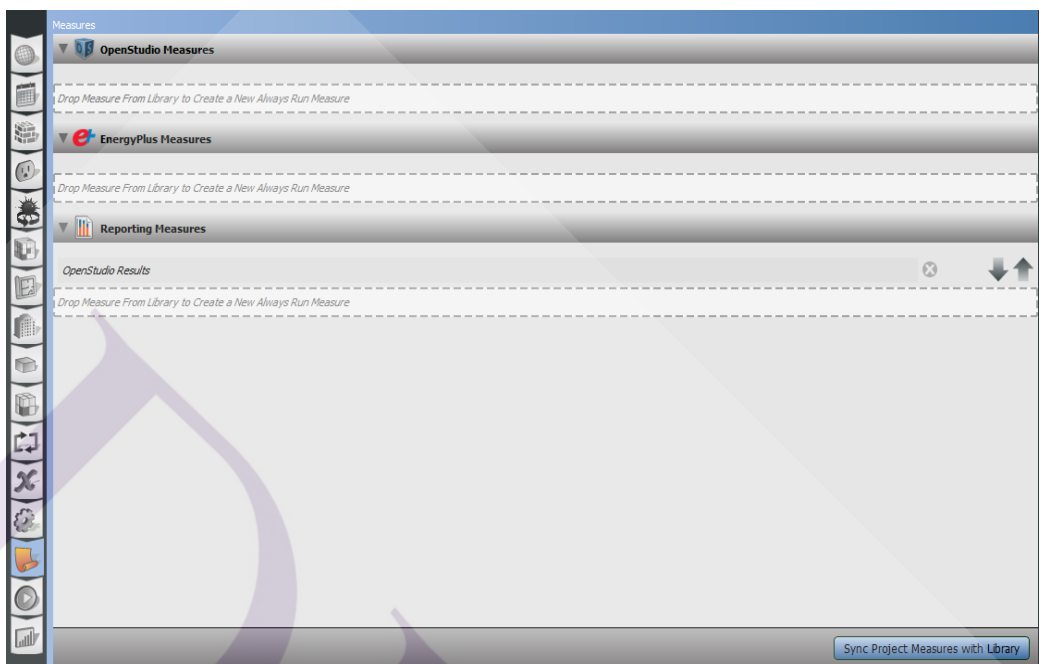 Measures
OpenStudio Measures
Drop Measure From Library to Create a New Always Run Measure
EnergyPlus Measures
Drop Measure From Library to Create a New Always Run Measure
Reporting Measures
OpenStudio Results
Drop Measure From Library to Create a New Always Run Measure
Sync Project Measures with Library